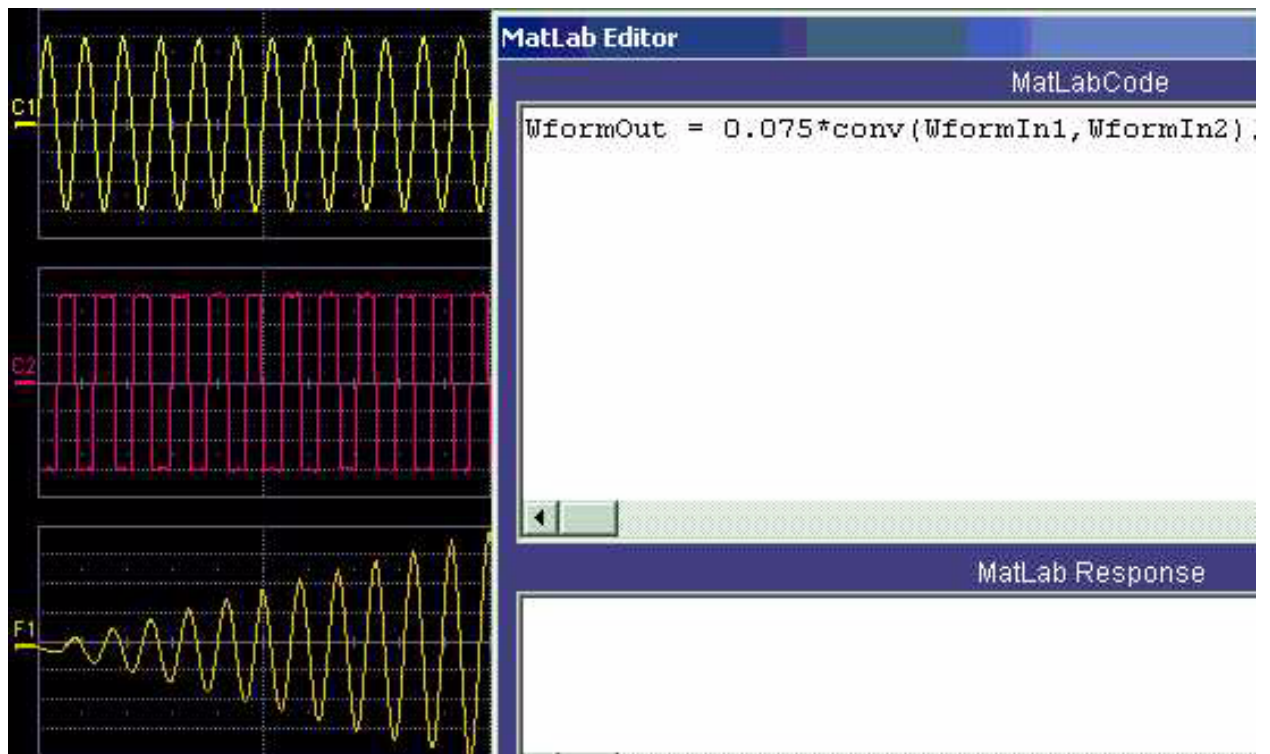 MatLab Editor
MatLabCode
C1
WformOut = 0.075*conv(WformIn1,WformIn2)
C2
MatLab Response
F1